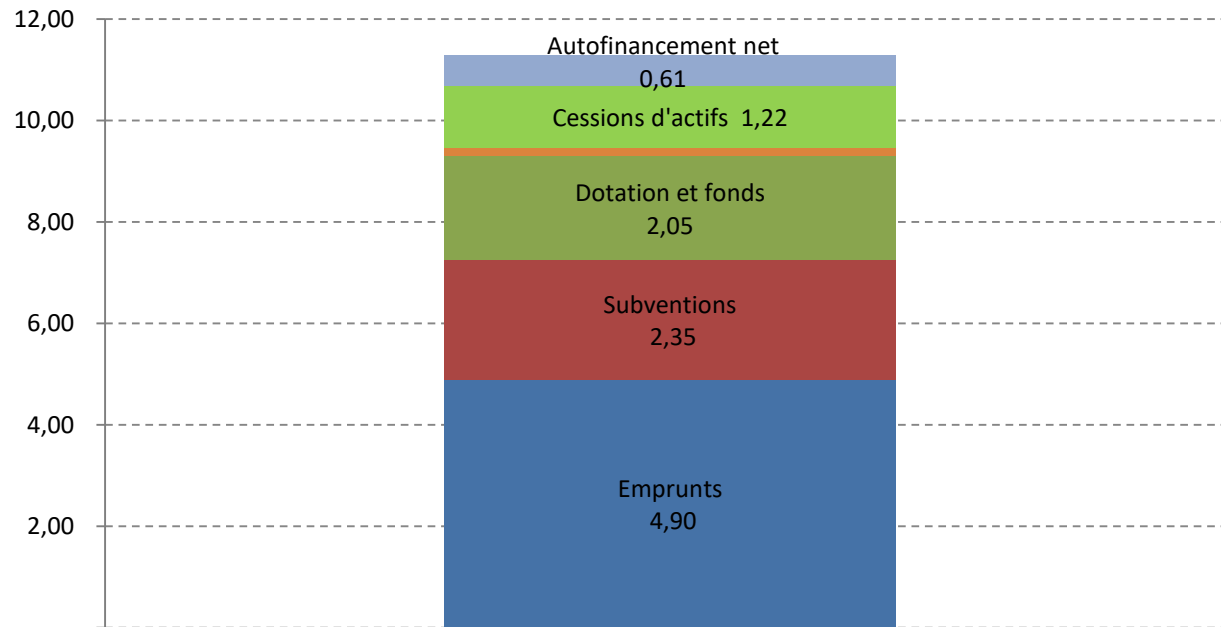 12,00
Autofinancement net
0,61
10,00
Cessions d'actifs 1,22
Dotation et fonds
8,00
2,05
6,00
Subventions
2,35
4,00
Emprunts
4,90
2,00